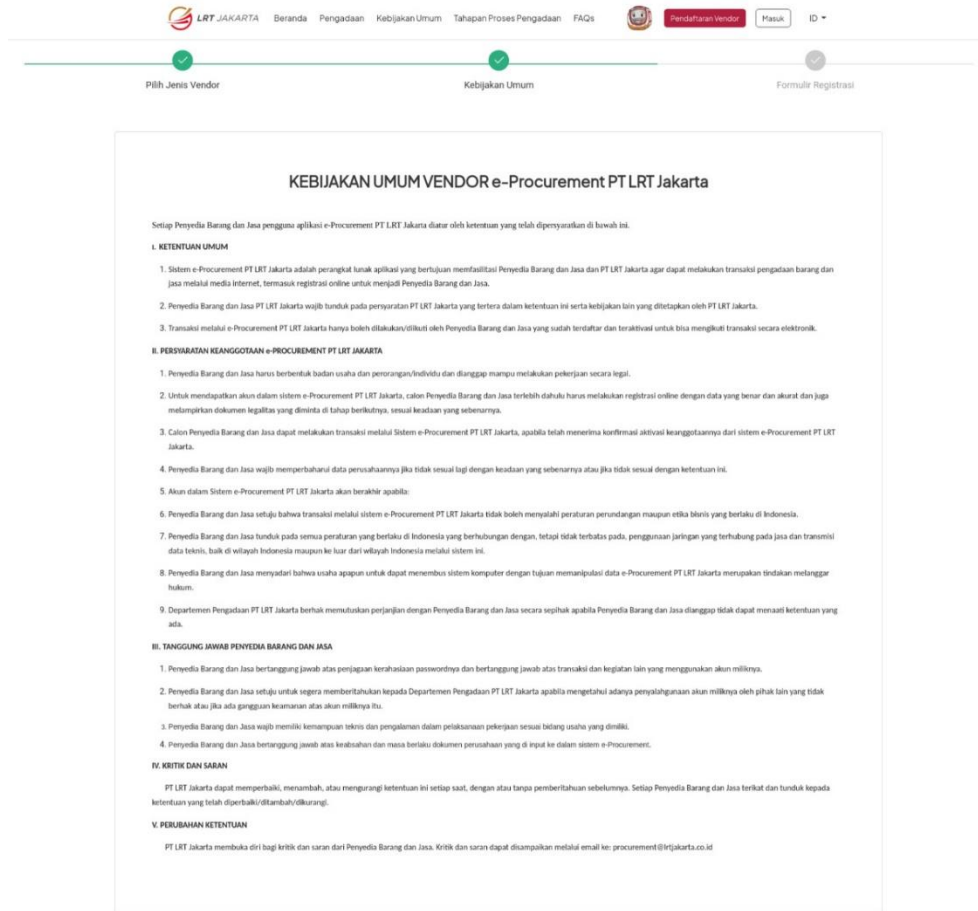 LRT JAKARTA Beranda Pengadaan Kebijakan Umum Tahapan Proses Pengadaan FAQs Pendaftaran Vendor Masuk ID
Pilih Jenis Vendor Kebijakan Umum Formulir Registrasi
KEBIJAKAN UMUM VENDOR e-Procurement PT LRT Jakarta
Setiap Penyedia Barang dan Jasa pengguna aplikasi e-Procurement PT LRT Jakarta diatur oleh ketentuan yang telah dipersyaratkan di bawah ini.
I. KETENTUAN UMUM
1. Sistem e-Procurement PT LRT Jakarta adalah perangkat lunak aplikasi yang bertujuan memfasilitasi Penyedia Barang dan Jasa dan PT LRT Jakarta agar dapat melakukan transaksi pengadaan barang dan
jasa melalui media internet, termasuk registrasi online untuk menjadi Penyedia Barang dan Jasa.
2. Penyedia Barang dan Jasa PT LRT Jakarta wajib tunduk pada persyaratan PT LRT Jakarta yang tertera dalam ketentuan ini serta kebijakan lain yang ditetapkan oleh PT LRT Jakarta.
3. Transaksi melalui e-Procurement PT LRT Jakarta hanya boleh dilakukan/diikuti oleh Penyedia Barang dan Jasa yang sudah terdaftar dan teraktivasi untuk bisa mengikuti transaksi secara elektronik.
II. PERSYARATAN KEANGGOTAAN e-PROCUREMENT PT LRT JAKARTA
1. Penyedia Barang dan Jasa harus berbentuk badan usaha dan perorangan/individu dan dianggap mampu melakukan pekerjaan secara legal.
2. Untuk mendapatkan akun dalam sistem e-Procurement PT LRT Jakarta, calon Penyedia Barang dan Jasa terlebih dahulu harus melakukan registrasi online dengan data yang benar dan akurat dan juga
melampirkan dokumen legalitas yang diminta di tahap berikutnya, sesuai keadaan yang sebenarnya.
3. Calon Penyedia Barang dan Jasa dapat melakukan transaksi melalui Sistem e-Procurement PT LRT Jakarta, apabila telah menerima konfirmasi aktivasi keanggotaannya dari sistem e-Procurement PT LRT
Jakarta.
4. Penyedia Barang dan Jasa wajib memperbaharui data perusahaannya jika tidak sesuai lagi dengan keadaan yang sebenarnya atau jika tidak sesuai dengan ketentuan ini.
5. Akun dalam Sistem e-Procurement PT LRT Jakarta akan berakhir apabila:
6. Penyedia Barang dan Jasa setuju bahwa transaksi melalui sistem e-Procurement PT LRT Jakarta tidak boleh menyalahi peraturan perundangan maupun etika bisnis yang berlaku di Indonesia.
7. Penyedia Barang dan Jasa tunduk pada semua peraturan yang berlaku di Indonesia yang berhubungan dengan, tetapi tidak terbatas pada, penggunaan jaringan yang terhubung pada jasa dan transmisi
data teknis, baik di wilayah Indonesia maupun ke luar dari wilayah Indonesia melalui sistem ini.
8. Penyedia Barang dan Jasa menyadari bahwa usaha apapun untuk dapat menembus sistem komputer dengan tujuan memanipulasi data e-Procurement PT LRT Jakarta merupakan tindakan melanggar
hukum.
9. Departemen Pengadaan PT LRT Jakarta berhak memutuskan perjanjian dengan Penyedia Barang dan Jasa secara sepihak apabila Penyedia Barang dan Jasa dianggap tidak dapat menaati ketentuan yang
ada.
III. TANGGUNG JAWAB PENYEDIA BARANG DAN JASA
1. Penyedia Barang dan Jasa bertanggung jawab atas penjagaan kerahasiaan passwordnya dan bertanggung jawab atas transaksi dan kegiatan lain yang menggunakan akun miliknya.
2. Penyedia Barang dan Jasa setuju untuk segera memberitahukan kepada Departemen Pengadaan PT LRT Jakarta apabila mengetahui adanya penyalahgunaan akun miliknya oleh pihak lain yang tidak
berhak atau jika ada gangguan keamanan atas akun miliknya itu.
3. Penyedia Barang dan Jasa wajib memiliki kemampuan teknis dan pengalaman dalam pelaksanaan pekerjaan sesuai bidang usaha yang dimiliki.
4. Penyedia Barang dan Jasa bertanggung jawab atas keabsahan dan masa berlaku dokumen perusahaan yang di input ke dalam sistem e-Procurement.
IV. KRITIK DAN SARAN
PT LRT Jakarta dapat memperbaiki, menambah, atau mengurangi ketentuan ini setiap saat, dengan atau tanpa pemberitahuan sebelumnya. Setiap Penyedia Barang dan Jasa terikat dan tunduk kepada
ketentuan yang telah diperbaiki/ditambah/dikurangi.
V. PERUBAHAN KETENTUAN
PT LRT Jakarta membuka diri bagi kritik dan saran dari Penyedia Barang dan Jasa. Kritik dan saran dapat disampaikan melalui email ke: procurement@lrtjakarta.co.id